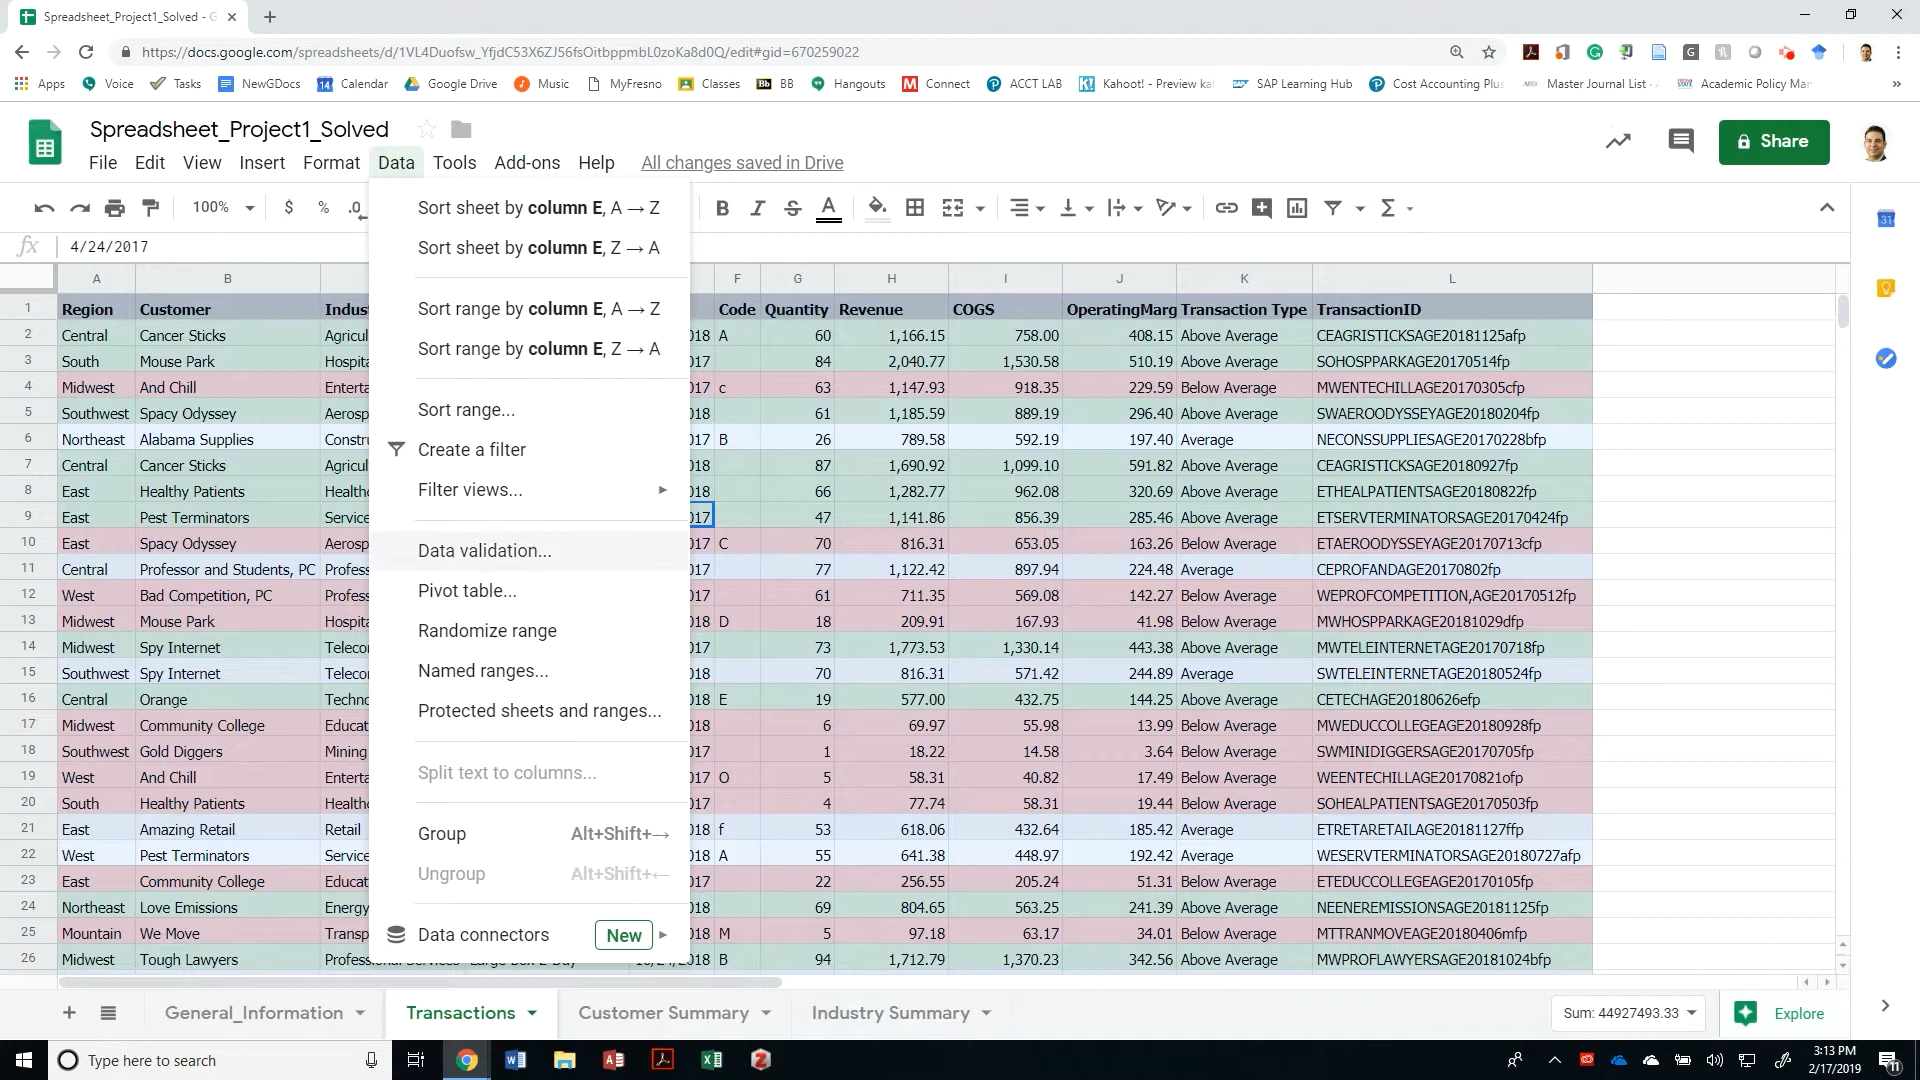 Spreadsheet_Project1_Solved - G
https://docs.google.com/spreadsheets/d/1VL4Duofsw_YfjdC53X6ZJ56fsOitbppmbL0zoKa8d0Q/edit#gid=670259022
Apps Voice Tasks NewGDocs Calendar Google Drive Music MyFresno Classes BB Hangouts Connect ACCT LAB Kahoot! - Preview SAP Learning Hub Cost Accounting Master Journal List Academic Policy
Spreadsheet_Project1_Solved
File Edit View Insert Format Data Tools Add-ons Help All changes saved in Drive
Share
100% $ % .0
fx 4/24/2017
Sort sheet by column E, A → Z
Sort sheet by column E, Z → A
Sort range by column E, A → Z
Sort range by column E, Z → A
Sort range...
Create a filter
Filter views...
Data validation...
Pivot table...
Randomize range
Named ranges...
Protected sheets and ranges...
Split text to columns...
Group Alt+Shift+→
Ungroup Alt+Shift+←
Data connectors New
A B F G H I J K L
1 Region Customer Indust Code Quantity Revenue COGS OperatingMarg Transaction Type TransactionID
2 Central Cancer Sticks Agricul 018 A 60 1,166.15 758.00 408.15 Above Average CEAGRISTICKSAGE20181125afp
3 South Mouse Park Hospita 017 84 2,040.77 1,530.58 510.19 Above Average SOHOSPPARKAGE20170514fp
4 Midwest And Chill Enterta 017 c 63 1,147.93 918.35 229.59 Below Average MWENTECHILLAGE20170305cfp
5 Southwest Spacy Odyssey Aerosp 018 61 1,185.59 889.19 296.40 Above Average SWAEROODYSSEYAGE20180204fp
6 Northeast Alabama Supplies Constru 017 B 26 789.58 592.19 197.40 Average NECONSSUPPLIESAGE20170228bfp
7 Central Cancer Sticks Agricul 018 87 1,690.92 1,099.10 591.82 Above Average CEAGRISTICKSAGE20180927fp
8 East Healthy Patients Healthc 018 66 1,282.77 962.08 320.69 Above Average ETHEALPATIENTSAGE20180822fp
9 East Pest Terminators Service 017 47 1,141.86 856.39 285.46 Above Average ETSERVTERMINATORSAGE20170424fp
10 East Spacy Odyssey Aerosp 017 C 70 816.31 653.05 163.26 Below Average ETAEROODYSSEYAGE20170713cfp
11 Central Professor and Students, PC Profess 017 77 1,122.42 897.94 224.48 Average CEPROFANDAGE20170802fp
12 West Bad Competition, PC Profess 017 61 711.35 569.08 142.27 Below Average WEPROFCOMPETITION,AGE20170512fp
13 Midwest Mouse Park Hospita 018 D 18 209.91 167.93 41.98 Below Average MWHOSPPARKAGE20181029dfp
14 Midwest Spy Internet Telecor 017 73 1,773.53 1,330.14 443.38 Above Average MWTELEINTERNETAGE20170718fp
15 Southwest Spy Internet Telecor 018 70 816.31 571.42 244.89 Average SWTELEINTERNETAGE20180524fp
16 Central Orange Techno 018 E 19 577.00 432.75 144.25 Above Average CETECHAGE20180626efp
17 Midwest Community College Educat 018 6 69.97 55.98 13.99 Below Average MWEDUCCOLLEGEAGE20180928fp
18 Southwest Gold Diggers Mining 017 1 18.22 14.58 3.64 Below Average SWMINIDIGGERSAGE20170705fp
19 West And Chill Enterta 017 O 5 58.31 40.82 17.49 Below Average WEENTECHILLAGE20170821ofp
20 South Healthy Patients Healthc 017 4 77.74 58.31 19.44 Below Average SOHEALPATIENTSAGE20170503fp
21 East Amazing Retail Retail 018 f 53 618.06 432.64 185.42 Average ETRETARETAILAGE20181127ffp
22 West Pest Terminators Service 018 A 55 641.38 448.97 192.42 Average WESERVTERMINATORSAGE20180727afp
23 East Community College Educat 017 22 256.55 205.24 51.31 Below Average ETEDUCCOLLEGEAGE20170105fp
24 Northeast Love Emissions Energy 018 69 804.65 563.25 241.39 Above Average NEENEREMISSIONSAGE20181125fp
25 Mountain We Move Transp 018 M 5 97.18 63.17 34.01 Below Average MTTRANMOVEAGE20180406mfp
26 Midwest Tough Lawyers Professional Services Large Box 2 Day 10/24/2018 B 94 1,712.79 1,370.23 342.56 Above Average MWPROFLAWYERSAGE20181024bfp
General_Information Transactions Customer Summary Industry Summary Sum: 44927493.33 Explore
Type here to search
3:13 PM
2/17/2019
11